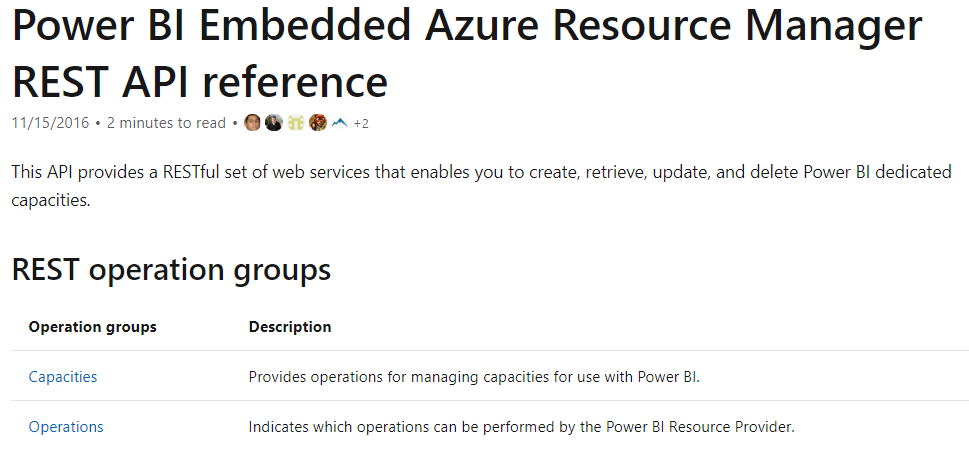 Power BI Embedded Azure Resource Manager
REST API reference
11/15/2016 • 2 minutes to read • +2
This API provides a RESTful set of web services that enables you to create, retrieve, update, and delete Power BI dedicated
capacities.
REST operation groups
Operation groups Description
Capacities Provides operations for managing capacities for use with Power BI.
Operations Indicates which operations can be performed by the Power BI Resource Provider.